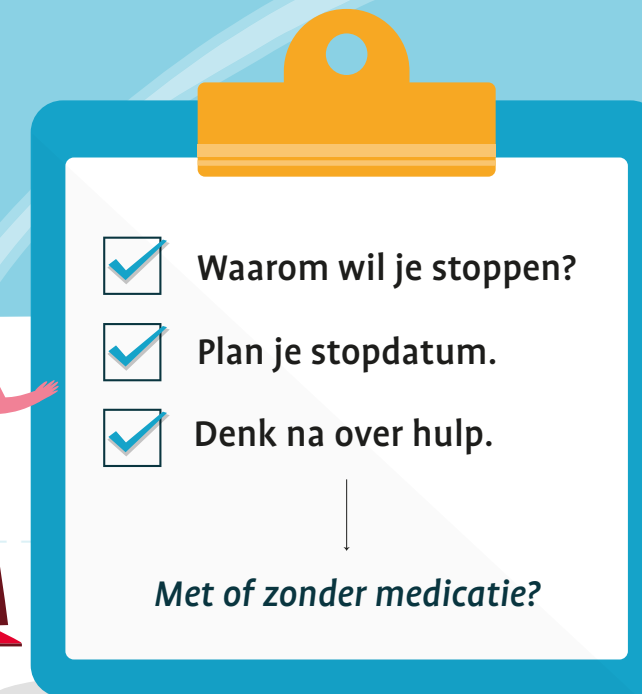 Waarom wil je stoppen?
Plan je stopdatum.
Denk na over hulp.
Met of zonder medicatie?